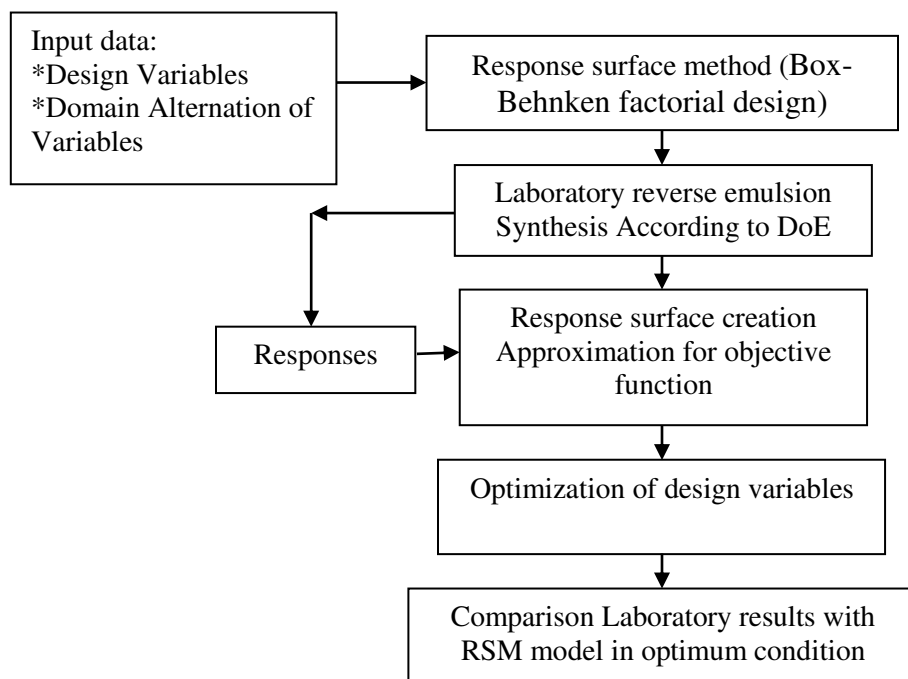 Input data:
*Design Variables
*Domain Alternation of
Variables
Response surface method (Box-
Behnken factorial design)
Laboratory reverse emulsion
Synthesis According to DoE
Responses
Response surface creation
Approximation for objective
function
Optimization of design variables
Comparison Laboratory results with
RSM model in optimum condition